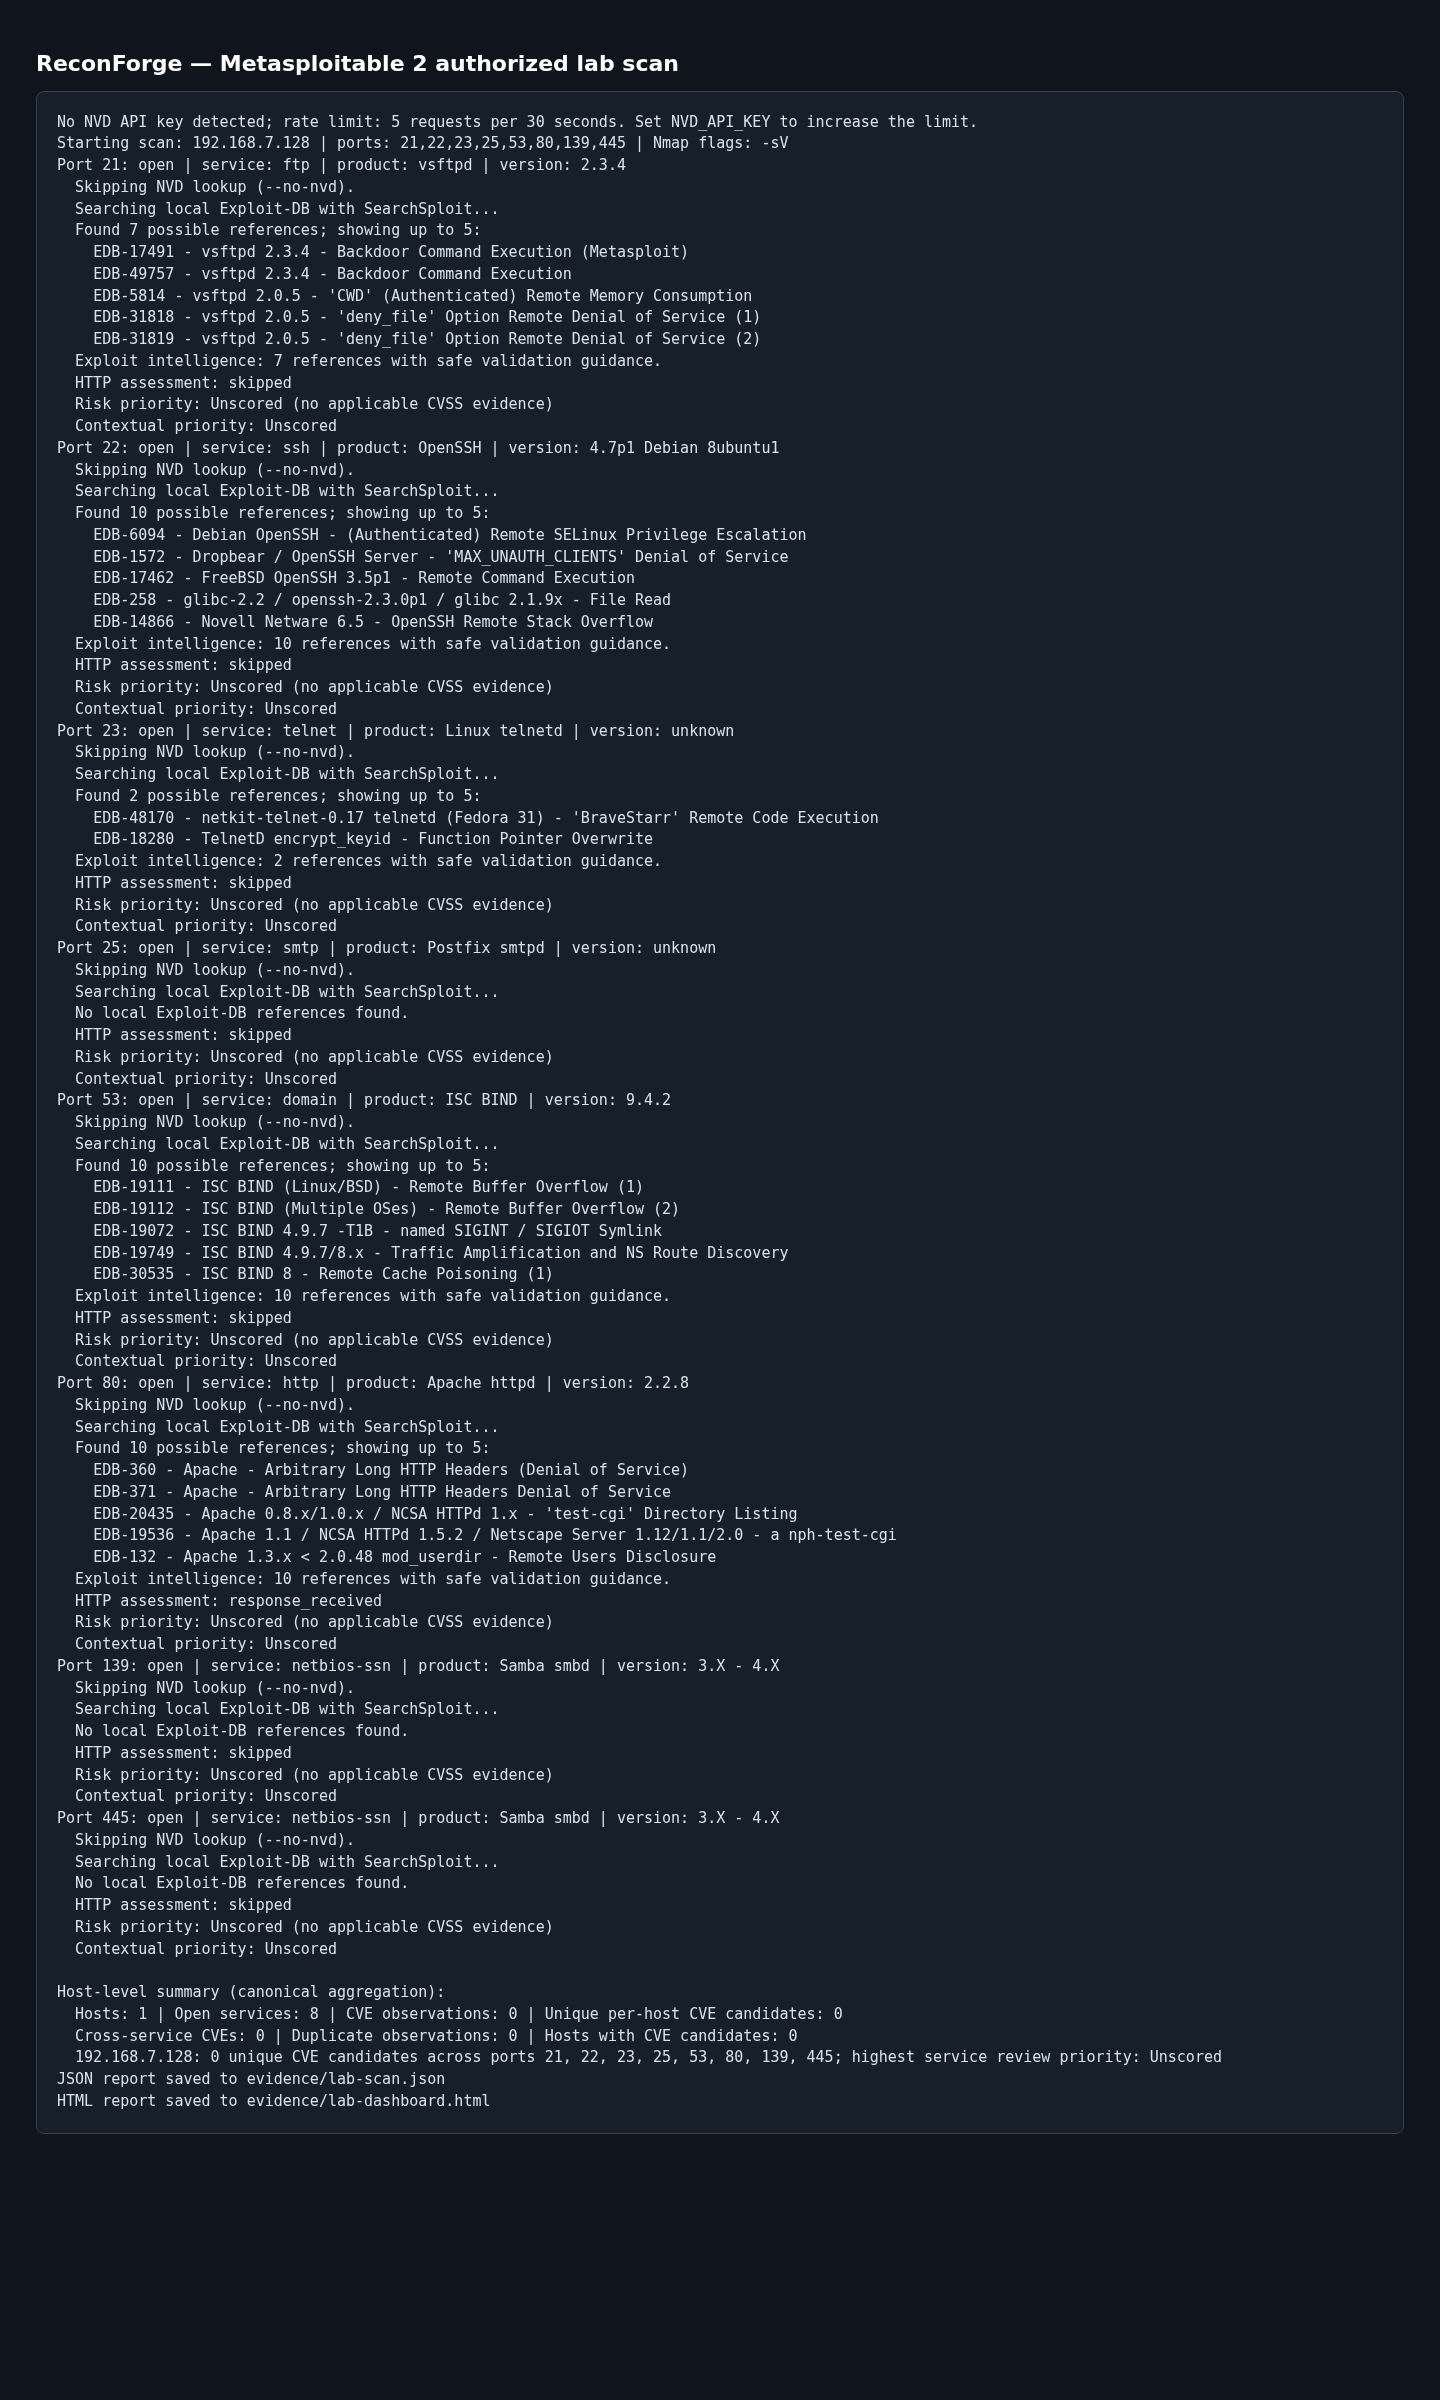 ReconForge — Metasploitable 2 authorized lab scan
No NVD API key detected; rate limit: 5 requests per 30 seconds. Set NVD_API_KEY to increase the limit.
Starting scan: 192.168.7.128 | ports: 21,22,23,25,53,80,139,445 | Nmap flags: -sV
Port 21: open | service: ftp | product: vsftpd | version: 2.3.4
  Skipping NVD lookup (--no-nvd).
  Searching local Exploit-DB with SearchSploit...
  Found 7 possible references; showing up to 5:
    EDB-17491 - vsftpd 2.3.4 - Backdoor Command Execution (Metasploit)
    EDB-49757 - vsftpd 2.3.4 - Backdoor Command Execution
    EDB-5814 - vsftpd 2.0.5 - 'CWD' (Authenticated) Remote Memory Consumption
    EDB-31818 - vsftpd 2.0.5 - 'deny_file' Option Remote Denial of Service (1)
    EDB-31819 - vsftpd 2.0.5 - 'deny_file' Option Remote Denial of Service (2)
  Exploit intelligence: 7 references with safe validation guidance.
  HTTP assessment: skipped
  Risk priority: Unscored (no applicable CVSS evidence)
  Contextual priority: Unscored
Port 22: open | service: ssh | product: OpenSSH | version: 4.7p1 Debian 8ubuntu1
  Skipping NVD lookup (--no-nvd).
  Searching local Exploit-DB with SearchSploit...
  Found 10 possible references; showing up to 5:
    EDB-6094 - Debian OpenSSH - (Authenticated) Remote SELinux Privilege Escalation
    EDB-1572 - Dropbear / OpenSSH Server - 'MAX_UNAUTH_CLIENTS' Denial of Service
    EDB-17462 - FreeBSD OpenSSH 3.5p1 - Remote Command Execution
    EDB-258 - glibc-2.2 / openssh-2.3.0p1 / glibc 2.1.9x - File Read
    EDB-14866 - Novell Netware 6.5 - OpenSSH Remote Stack Overflow
  Exploit intelligence: 10 references with safe validation guidance.
  HTTP assessment: skipped
  Risk priority: Unscored (no applicable CVSS evidence)
  Contextual priority: Unscored
Port 23: open | service: telnet | product: Linux telnetd | version: unknown
  Skipping NVD lookup (--no-nvd).
  Searching local Exploit-DB with SearchSploit...
  Found 2 possible references; showing up to 5:
    EDB-48170 - netkit-telnet-0.17 telnetd (Fedora 31) - 'BraveStarr' Remote Code Execution
    EDB-18280 - TelnetD encrypt_keyid - Function Pointer Overwrite
  Exploit intelligence: 2 references with safe validation guidance.
  HTTP assessment: skipped
  Risk priority: Unscored (no applicable CVSS evidence)
  Contextual priority: Unscored
Port 25: open | service: smtp | product: Postfix smtpd | version: unknown
  Skipping NVD lookup (--no-nvd).
  Searching local Exploit-DB with SearchSploit...
  No local Exploit-DB references found.
  HTTP assessment: skipped
  Risk priority: Unscored (no applicable CVSS evidence)
  Contextual priority: Unscored
Port 53: open | service: domain | product: ISC BIND | version: 9.4.2
  Skipping NVD lookup (--no-nvd).
  Searching local Exploit-DB with SearchSploit...
  Found 10 possible references; showing up to 5:
    EDB-19111 - ISC BIND (Linux/BSD) - Remote Buffer Overflow (1)
    EDB-19112 - ISC BIND (Multiple OSes) - Remote Buffer Overflow (2)
    EDB-19072 - ISC BIND 4.9.7 -T1B - named SIGINT / SIGIOT Symlink
    EDB-19749 - ISC BIND 4.9.7/8.x - Traffic Amplification and NS Route Discovery
    EDB-30535 - ISC BIND 8 - Remote Cache Poisoning (1)
  Exploit intelligence: 10 references with safe validation guidance.
  HTTP assessment: skipped
  Risk priority: Unscored (no applicable CVSS evidence)
  Contextual priority: Unscored
Port 80: open | service: http | product: Apache httpd | version: 2.2.8
  Skipping NVD lookup (--no-nvd).
  Searching local Exploit-DB with SearchSploit...
  Found 10 possible references; showing up to 5:
    EDB-360 - Apache - Arbitrary Long HTTP Headers (Denial of Service)
    EDB-371 - Apache - Arbitrary Long HTTP Headers Denial of Service
    EDB-20435 - Apache 0.8.x/1.0.x / NCSA HTTPd 1.x - 'test-cgi' Directory Listing
    EDB-19536 - Apache 1.1 / NCSA HTTPd 1.5.2 / Netscape Server 1.12/1.1/2.0 - a nph-test-cgi
    EDB-132 - Apache 1.3.x < 2.0.48 mod_userdir - Remote Users Disclosure
  Exploit intelligence: 10 references with safe validation guidance.
  HTTP assessment: response_received
  Risk priority: Unscored (no applicable CVSS evidence)
  Contextual priority: Unscored
Port 139: open | service: netbios-ssn | product: Samba smbd | version: 3.X - 4.X
  Skipping NVD lookup (--no-nvd).
  Searching local Exploit-DB with SearchSploit...
  No local Exploit-DB references found.
  HTTP assessment: skipped
  Risk priority: Unscored (no applicable CVSS evidence)
  Contextual priority: Unscored
Port 445: open | service: netbios-ssn | product: Samba smbd | version: 3.X - 4.X
  Skipping NVD lookup (--no-nvd).
  Searching local Exploit-DB with SearchSploit...
  No local Exploit-DB references found.
  HTTP assessment: skipped
  Risk priority: Unscored (no applicable CVSS evidence)
  Contextual priority: Unscored
Host-level summary (canonical aggregation):
  Hosts: 1 | Open services: 8 | CVE observations: 0 | Unique per-host CVE candidates: 0
  Cross-service CVEs: 0 | Duplicate observations: 0 | Hosts with CVE candidates: 0
  192.168.7.128: 0 unique CVE candidates across ports 21, 22, 23, 25, 53, 80, 139, 445; highest service review priority: Unscored
JSON report saved to evidence/lab-scan.json
HTML report saved to evidence/lab-dashboard.html